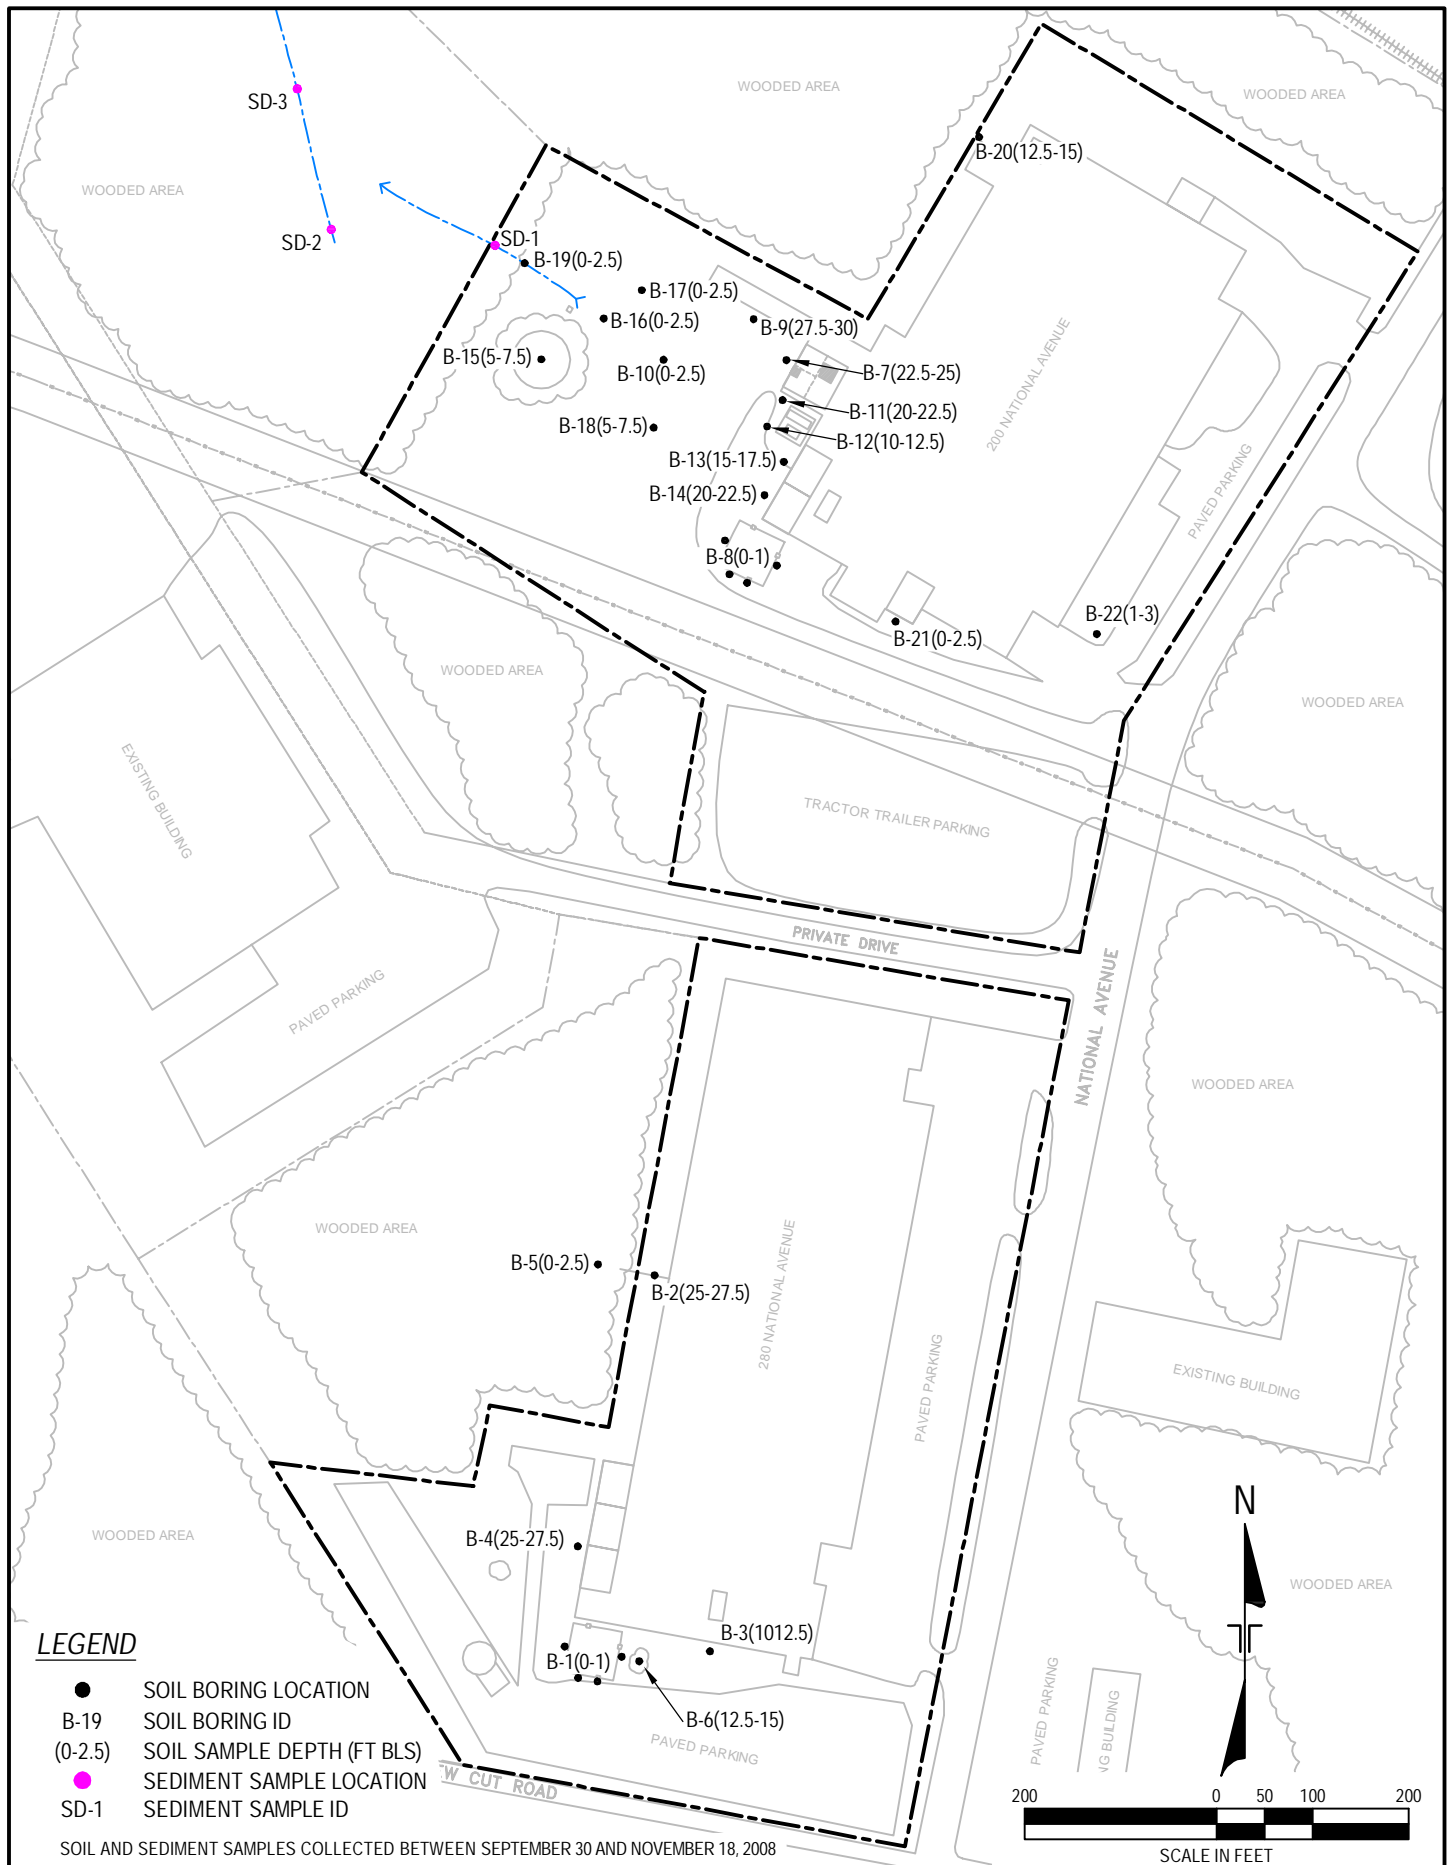 WOODED AREA
WOODED AREA
SD-3
B-20(12.5-15)
WOODED AREA
SD-2
SD-1
B-19(0-2.5)
B-17(0-2.5)
B-16(0-2.5)
B-9(27.5-30)
200 NATIONAL AVENUE
B-15(5-7.5)
B-10(0-2.5)
B-7(22.5-25)
B-11(20-22.5)
B-18(5-7.5)
B-12(10-12.5)
B-13(15-17.5)
PAVED PARKING
B-14(20-22.5)
B-8(0-1)
B-22(1-3)
B-21(0-2.5)
WOODED AREA
WOODED AREA
EXISTING BUILDING
TRACTOR TRAILER PARKING
PRIVATE DRIVE
PAVED PARKING
NATIONAL AVENUE
WOODED AREA
WOODED AREA
B-5(0-2.5)
B-2(25-27.5)
280 NATIONAL AVENUE
PAVED PARKING
EXISTING BUILDING
N
WOODED AREA
B-4(25-27.5)
WOODED AREA
B-3(1012.5)
B-1(0-1)
B-6(12.5-15)
PAVED PARKING
PAVED PARKING
NG BUILDING
EW CUT ROAD
LEGEND
SOIL BORING LOCATION
B-19 SOIL BORING ID
(0-2.5) SOIL SAMPLE DEPTH (FT BLS)
SEDIMENT SAMPLE LOCATION
SD-1 SEDIMENT SAMPLE ID
SOIL AND SEDIMENT SAMPLES COLLECTED BETWEEN SEPTEMBER 30 AND NOVEMBER 18, 2008
200 0 50 100 200
SCALE IN FEET